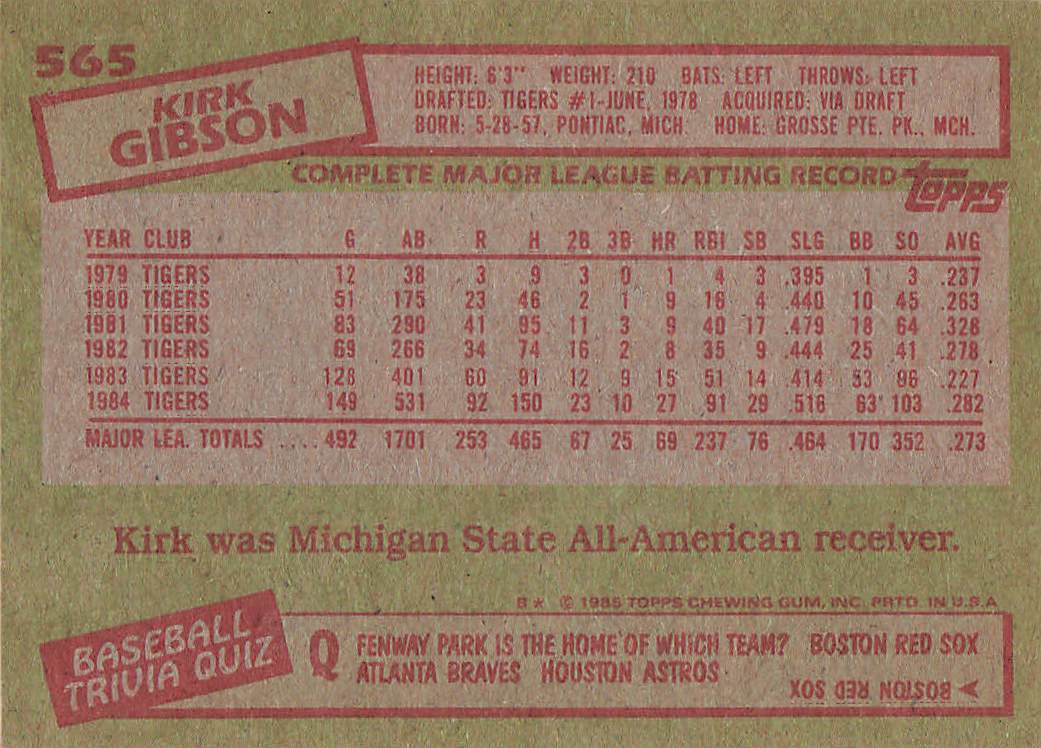 565
KIRK
GIBSON
HEIGHT: 6'3" WEIGHT: 210 BATS: LEFT THROWS: LEFT
DRAFTED: TIGERS #1-JUNE, 1978 ACQUIRED: VIA DRAFT
BORN: 5-28-57, PONTIAC, MICH. HOME: GROSSE PTE. PK., MCH.
COMPLETE MAJOR LEAGUE BATTING RECORD
topps
YEAR CLUB G AB R H 2B 3B HR RBI SB SLG BB SO AVG
1979 TIGERS 12 38 3 9 3 0 1 4 3 .395 1 3 .237
1980 TIGERS 51 175 23 46 2 1 9 16 4 .440 10 45 .263
1981 TIGERS 83 290 41 95 11 3 9 40 17 .479 18 64 .328
1982 TIGERS 69 266 34 74 16 2 8 35 9 .444 25 41 .278
1983 TIGERS 128 401 60 91 12 9 15 51 14 .414 53 96 .227
1984 TIGERS 149 531 92 150 23 10 27 91 29 .516 63 103 .282
MAJOR LEA. TOTALS .... 492 1701 253 465 67 25 69 237 76 .464 170 352 .273
Kirk was Michigan State All-American receiver.
B* © 1985 TOPPS CHEWING GUM, INC. PRTD. IN U.S.A.
BASEBALL
TRIVIA QUIZ
Q FENWAY PARK IS THE HOME OF WHICH TEAM? BOSTON RED SOX
ATLANTA BRAVES HOUSTON ASTROS
BOSTON RED SOX